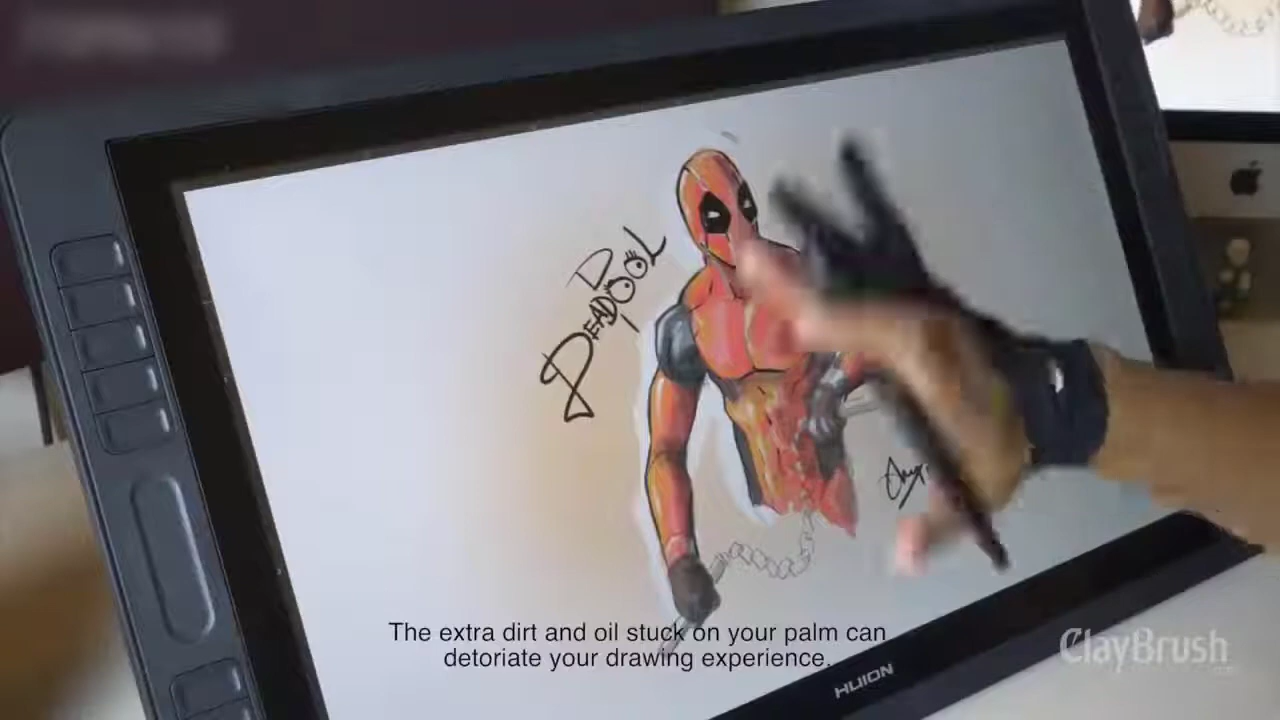 DEADPOOL
The extra dirt and oil stuck on your palm can
detoriate your drawing experience.
ClayBrush
HUION